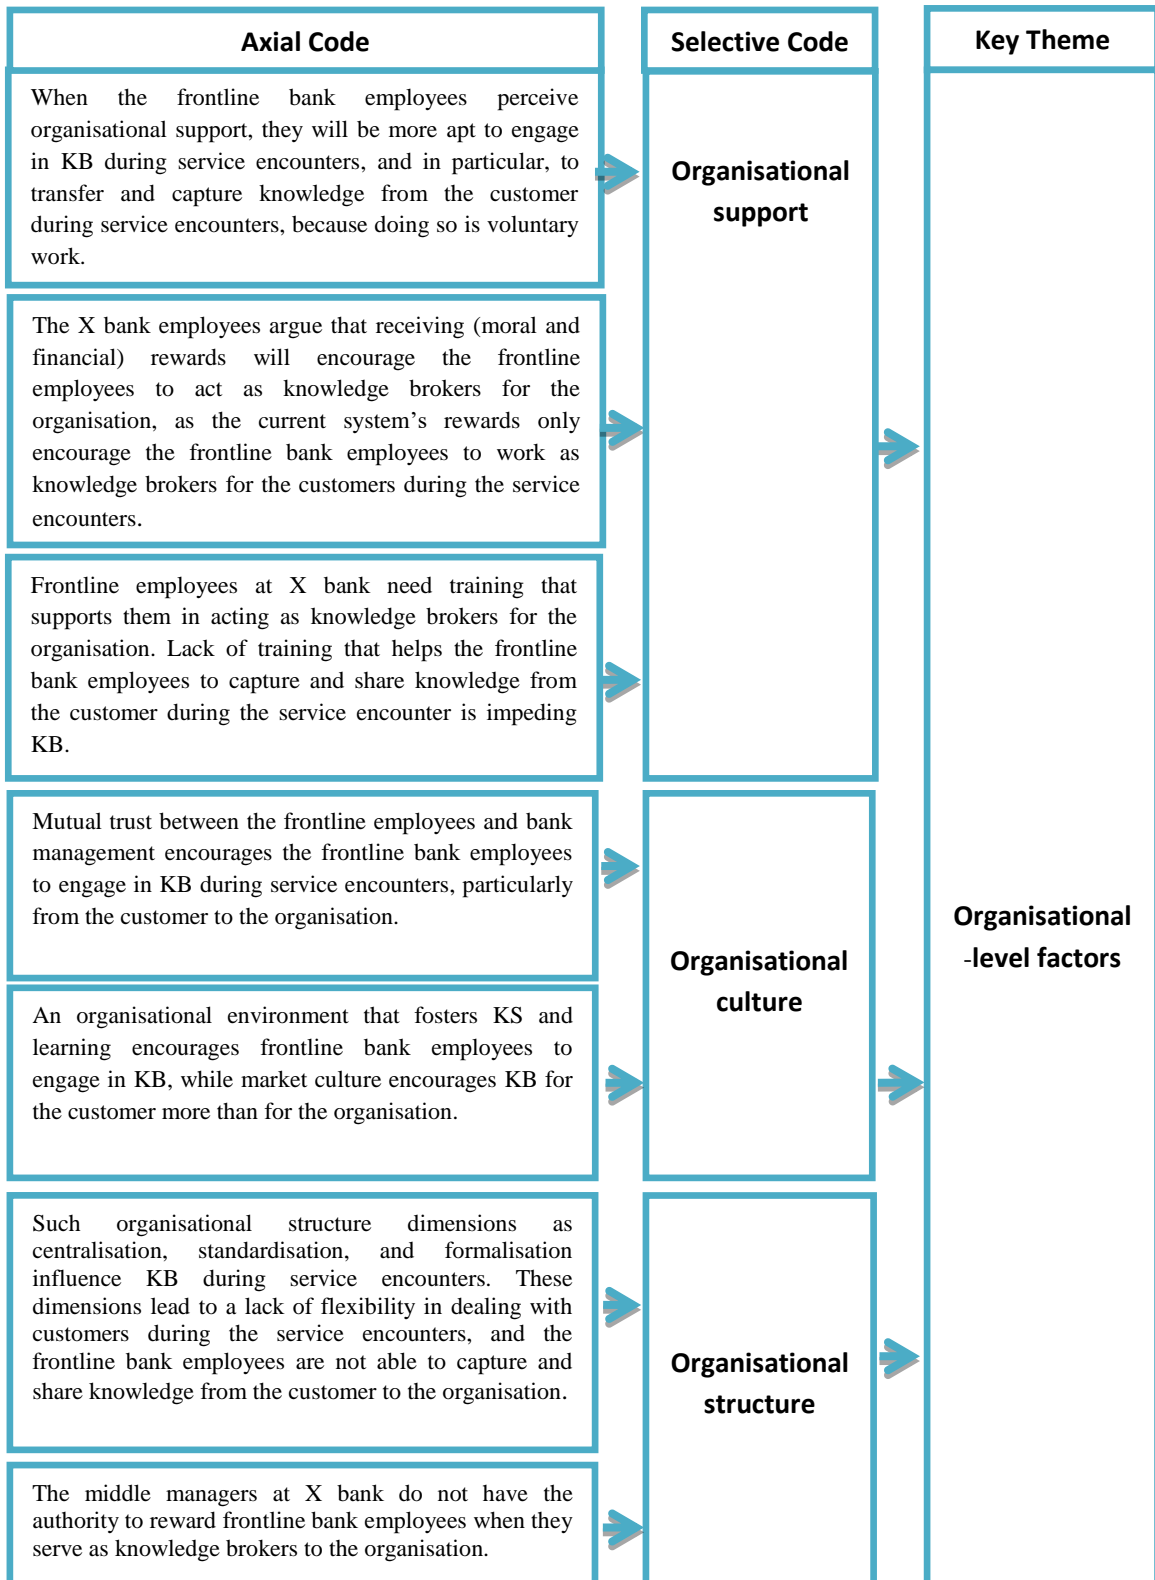 Axial Code
Selective Code
Key Theme
When the frontline bank employees perceive
organisational support, they will be more apt to engage
in KB during service encounters, and in particular, to
transfer and capture knowledge from the customer
during service encounters, because doing so is voluntary
work.
The X bank employees argue that receiving (moral and
financial) rewards will encourage the frontline
employees to act as knowledge brokers for the
organisation, as the current system’s rewards only
encourage the frontline bank employees to work as
knowledge brokers for the customers during the service
encounters.
Frontline employees at X bank need training that
supports them in acting as knowledge brokers for the
organisation. Lack of training that helps the frontline
bank employees to capture and share knowledge from
the customer during the service encounter is impeding
KB.
Organisational
support
Mutual trust between the frontline employees and bank
management encourages the frontline bank employees
to engage in KB during service encounters, particularly
from the customer to the organisation.
An organisational environment that fosters KS and
learning encourages frontline bank employees to
engage in KB, while market culture encourages KB for
the customer more than for the organisation.
Organisational
culture
Such organisational structure dimensions as
centralisation, standardisation, and formalisation
influence KB during service encounters. These
dimensions lead to a lack of flexibility in dealing with
customers during the service encounters, and the
frontline bank employees are not able to capture and
share knowledge from the customer to the organisation.
The middle managers at X bank do not have the
authority to reward frontline bank employees when they
serve as knowledge brokers to the organisation.
Organisational
structure
Organisational
-level factors